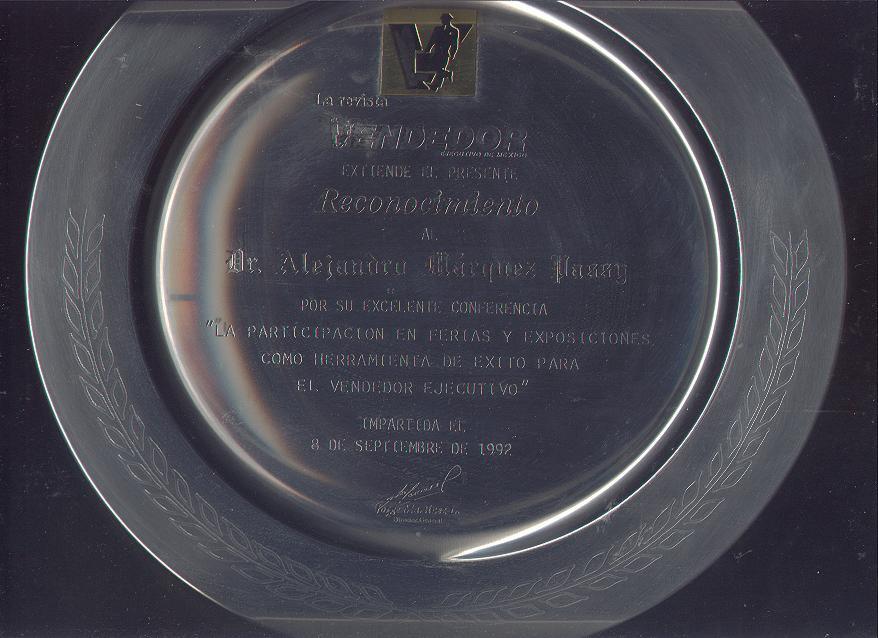 La revista
VENDEDOR
EJECUTIVO DE MEXICO
EXTIENDE EL PRESENTE
Reconocimiento
AL
Dr. Alejandro Márquez Passy
POR SU EXCELENTE CONFERENCIA
"LA PARTICIPACION EN FERIAS Y EXPOSICIONES
COMO HERRAMIENTA DE EXITO PARA
EL VENDEDOR EJECUTIVO"
IMPARTIDA EL
8 DE SEPTIEMBRE DE 1992
Director General